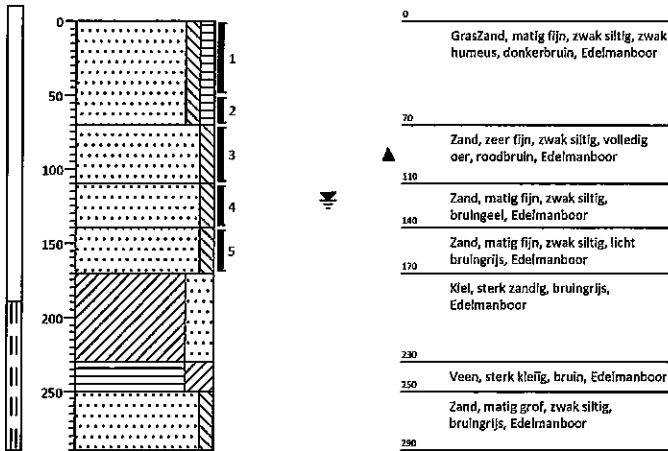 0
50
100
150
200
250
1
2
3
4
5
0
GrasZand, matig fijn, zwak siltig, zwak
humeus, donkerbruin, Edelmanboor
70
Zand, zeer fijn, zwak siltig, volledig
oer, roodbruin, Edelmanboor
110
Zand, matig fijn, zwak siltig,
bruingeel, Edelmanboor
140
Zand, matig fijn, zwak siltig, licht
bruingrijs, Edelmanboor
170
Klei, sterk zandig, bruingrijs,
Edelmanboor
230
Veen, sterk kleiïg, bruin, Edelmanboor
250
Zand, matig grof, zwak siltig,
bruingrijs, Edelmanboor
290